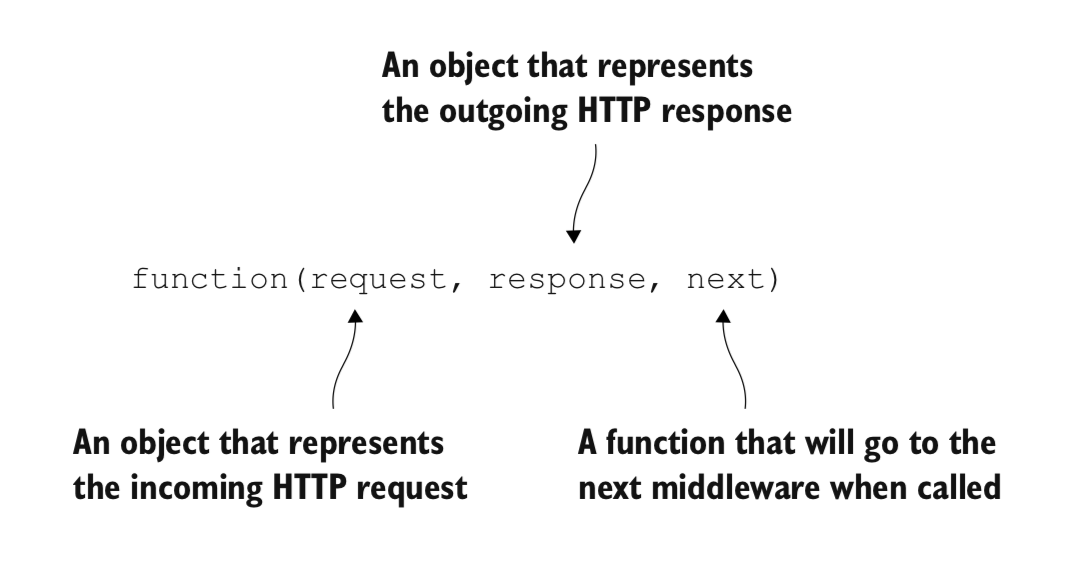 An object that represents
the outgoing HTTP response
function(request, response, next)
An object that represents
the incoming HTTP request
A function that will go to the
next middleware when called